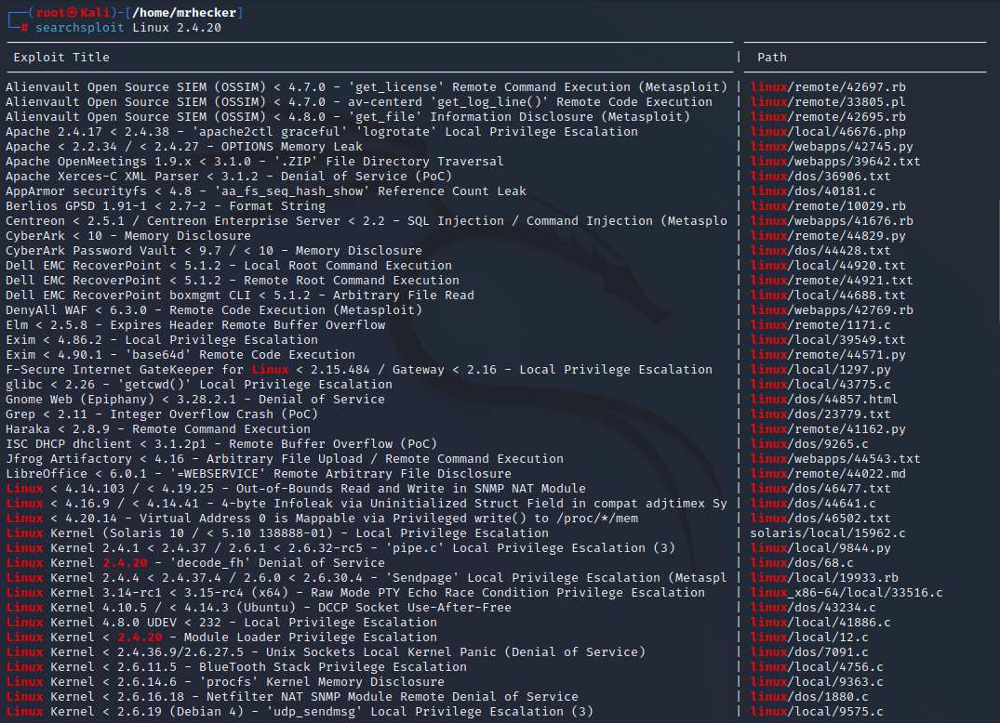 ┌──(root㉿Kali)-[/home/mrhecker]
└─# searchsploit Linux 2.4.20
Exploit Title | Path
Alienvault Open Source SIEM (OSSIM) < 4.7.0 - 'get_license' Remote Command Execution (Metasploit) | linux/remote/42697.rb
Alienvault Open Source SIEM (OSSIM) < 4.7.0 - av-centerd 'get_log_line()' Remote Code Execution | linux/remote/33805.pl
Alienvault Open Source SIEM (OSSIM) < 4.8.0 - 'get_file' Information Disclosure (Metasploit) | linux/remote/42695.rb
Apache 2.4.17 < 2.4.38 - 'apache2ctl graceful' 'logrotate' Local Privilege Escalation | linux/local/46676.php
Apache < 2.2.34 / < 2.4.27 - OPTIONS Memory Leak | linux/webapps/42745.py
Apache OpenMeetings 1.9.x < 3.1.0 - '.ZIP' File Directory Traversal | linux/webapps/39642.txt
Apache Xerces-C XML Parser < 3.1.2 - Denial of Service (PoC) | linux/dos/36906.txt
AppArmor securityfs < 4.8 - 'aa_fs_seq_hash_show' Reference Count Leak | linux/dos/40181.c
Berlios GPSD 1.91-1 < 2.7-2 - Format String | linux/remote/10029.rb
Centreon < 2.5.1 / Centreon Enterprise Server < 2.2 - SQL Injection / Command Injection (Metasplo | linux/webapps/41676.rb
CyberArk < 10 - Memory Disclosure | linux/remote/44829.py
CyberArk Password Vault < 9.7 / < 10 - Memory Disclosure | linux/dos/44428.txt
Dell EMC RecoverPoint < 5.1.2 - Local Root Command Execution | linux/local/44920.txt
Dell EMC RecoverPoint < 5.1.2 - Remote Root Command Execution | linux/remote/44921.txt
Dell EMC RecoverPoint boxmgmt CLI < 5.1.2 - Arbitrary File Read | linux/local/44688.txt
DenyAll WAF < 6.3.0 - Remote Code Execution (Metasploit) | linux/webapps/42769.rb
Elm < 2.5.8 - Expires Header Remote Buffer Overflow | linux/remote/1171.c
Exim < 4.86.2 - Local Privilege Escalation | linux/local/39549.txt
Exim < 4.90.1 - 'base64d' Remote Code Execution | linux/remote/44571.py
F-Secure Internet GateKeeper for Linux < 2.15.484 / Gateway < 2.16 - Local Privilege Escalation | linux/local/1297.py
glibc < 2.26 - 'getcwd()' Local Privilege Escalation | linux/local/43775.c
Gnome Web (Epiphany) < 3.28.2.1 - Denial of Service | linux/dos/44857.html
Grep < 2.11 - Integer Overflow Crash (PoC) | linux/dos/23779.txt
Haraka < 2.8.9 - Remote Command Execution | linux/remote/41162.py
ISC DHCP dhclient < 3.1.2p1 - Remote Buffer Overflow (PoC) | linux/dos/9265.c
Jfrog Artifactory < 4.16 - Arbitrary File Upload / Remote Command Execution | linux/webapps/44543.txt
LibreOffice < 6.0.1 - '=WEBSERVICE' Remote Arbitrary File Disclosure | linux/remote/44022.md
Linux < 4.14.103 / < 4.19.25 - Out-of-Bounds Read and Write in SNMP NAT Module | linux/dos/46477.txt
Linux < 4.16.9 / < 4.14.41 - 4-byte Infoleak via Uninitialized Struct Field in compat adjtimex Sy | linux/dos/44641.c
Linux < 4.20.14 - Virtual Address 0 is Mappable via Privileged write() to /proc/*/mem | linux/dos/46502.txt
Linux Kernel (Solaris 10 / < 5.10 138888-01) - Local Privilege Escalation | solaris/local/15962.c
Linux Kernel 2.4.1 < 2.4.37 / 2.6.1 < 2.6.32-rc5 - 'pipe.c' Local Privilege Escalation (3) | linux/local/9844.py
Linux Kernel 2.4.20 - 'decode_fh' Denial of Service | linux/dos/68.c
Linux Kernel 2.4.4 < 2.4.37.4 / 2.6.0 < 2.6.30.4 - 'Sendpage' Local Privilege Escalation (Metaspl | linux/local/19933.rb
Linux Kernel 3.14-rc1 < 3.15-rc4 (x64) - Raw Mode PTY Echo Race Condition Privilege Escalation | linux_x86-64/local/33516.c
Linux Kernel 4.10.5 / < 4.14.3 (Ubuntu) - DCCP Socket Use-After-Free | linux/dos/43234.c
Linux Kernel 4.8.0 UDEV < 232 - Local Privilege Escalation | linux/local/41886.c
Linux Kernel < 2.4.20 - Module Loader Privilege Escalation | linux/local/12.c
Linux Kernel < 2.4.36.9/2.6.27.5 - Unix Sockets Local Kernel Panic (Denial of Service) | linux/dos/7091.c
Linux Kernel < 2.6.11.5 - BlueTooth Stack Privilege Escalation | linux/local/4756.c
Linux Kernel < 2.6.14.6 - 'procfs' Kernel Memory Disclosure | linux/local/9363.c
Linux Kernel < 2.6.16.18 - Netfilter NAT SNMP Module Remote Denial of Service | linux/dos/1880.c
Linux Kernel < 2.6.19 (Debian 4) - 'udp_sendmsg' Local Privilege Escalation (3) | linux/local/9575.c